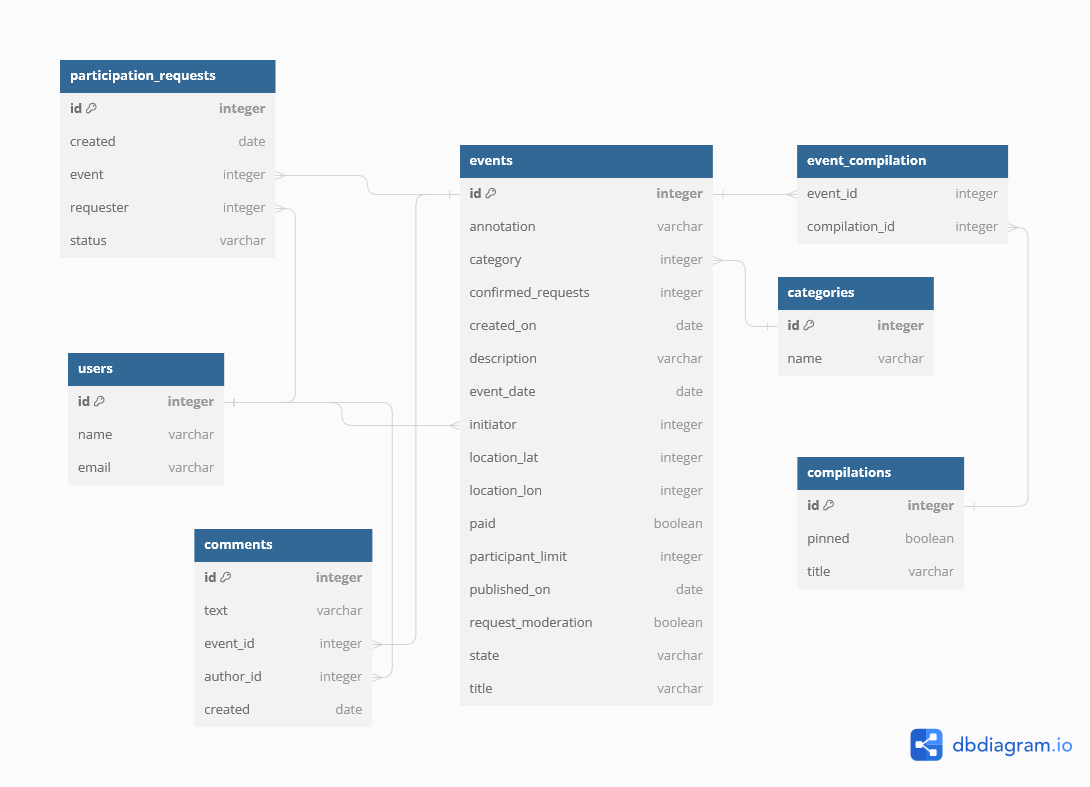 participation_requests
id integer
created date
event integer
requester integer
status varchar
events
id integer
annotation varchar
category integer
confirmed_requests integer
created_on date
description varchar
event_date date
initiator integer
location_lat integer
location_lon integer
paid boolean
participant_limit integer
published_on date
request_moderation boolean
state varchar
title varchar
event_compilation
event_id integer
compilation_id integer
categories
id integer
name varchar
users
id integer
name varchar
email varchar
compilations
id integer
pinned boolean
title varchar
comments
id integer
text varchar
event_id integer
author_id integer
created date
dbdiagram.io